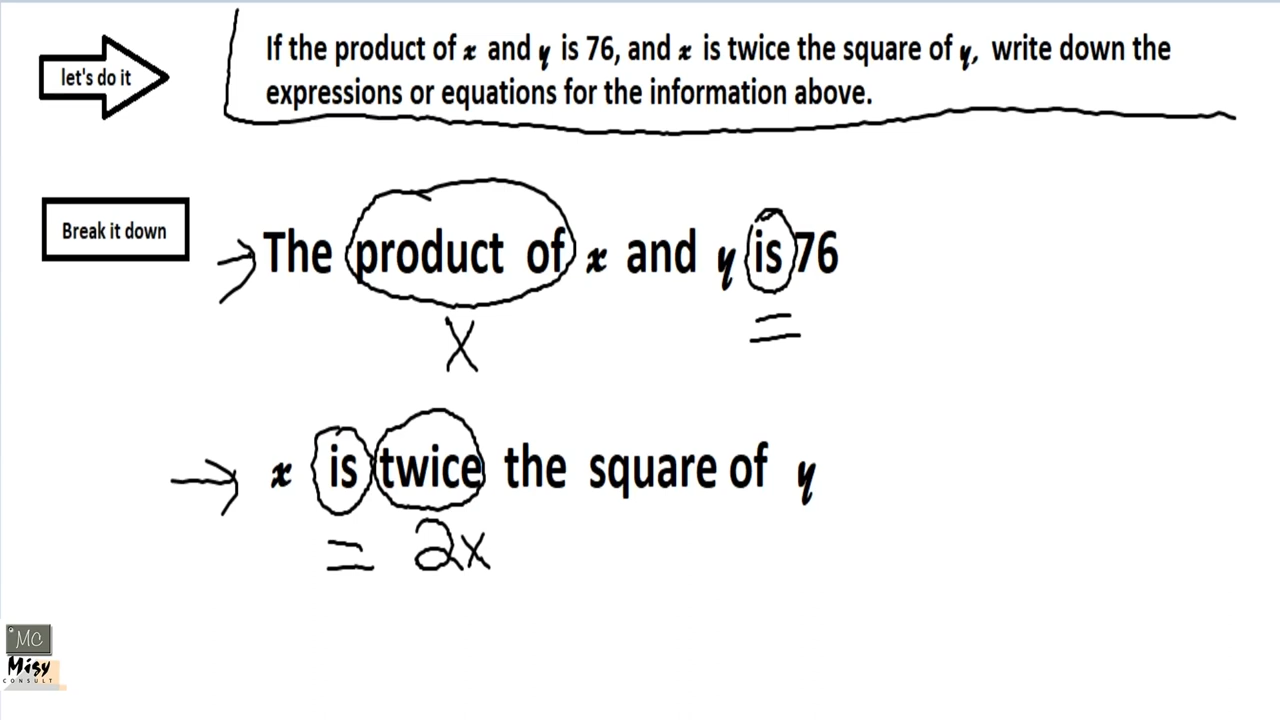 let's do it
If the product of x and y is 76, and x is twice the square of y, write down the
expressions or equations for the information above.
Break it down
The product of x and y is 76
× =
x is twice the square of y
= 2×
MC
Misy
CONSULT